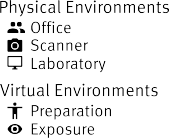 Physical Environments
Office
Scanner
Laboratory
Virtual Environments
Preparation
Exposure